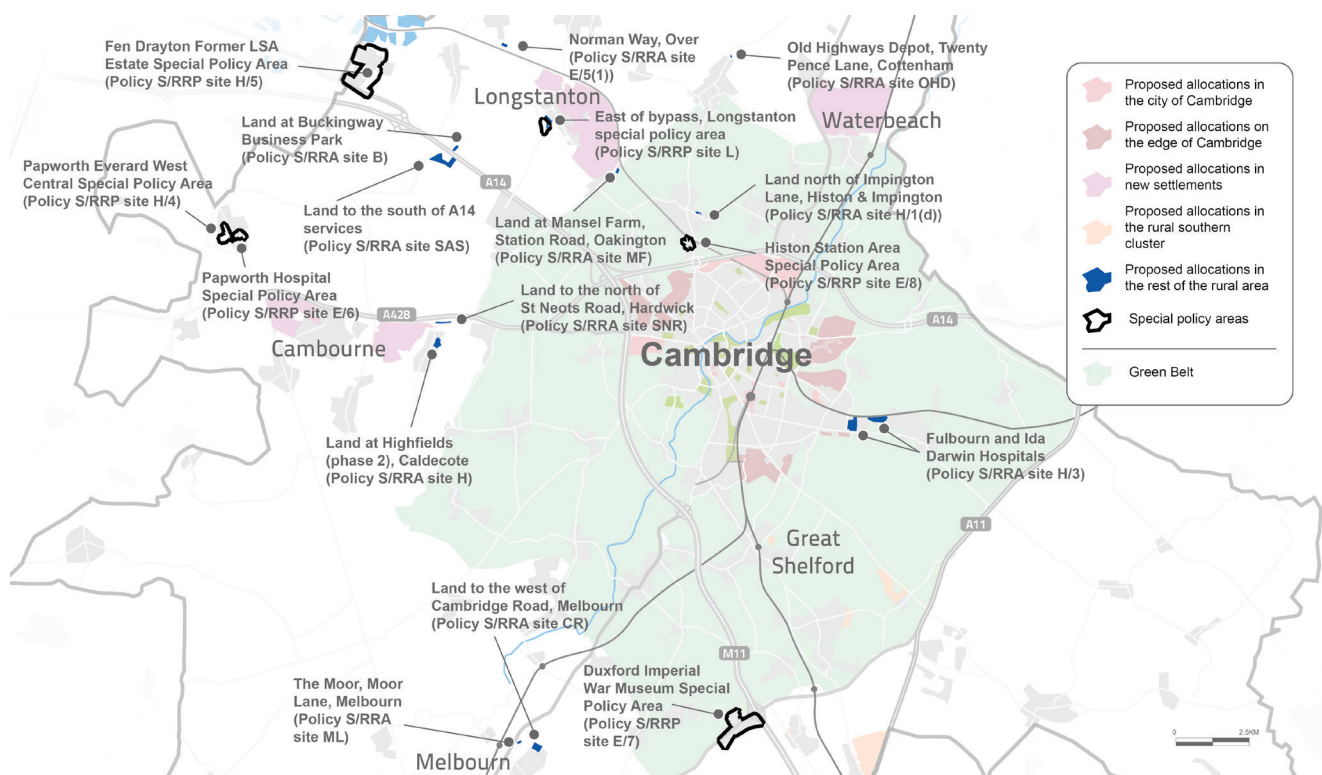 Fen Drayton Former LSA
Estate Special Policy Area
(Policy S/RRP site H/5)
Norman Way, Over
(Policy S/RRA site
E/5(1))
Old Highways Depot, Twenty
Pence Lane, Cottenham
(Policy S/RRA site OHD)
Longstanton
Waterbeach
Land at Buckingway
Business Park
(Policy S/RRA site B)
East of bypass, Longstanton
special policy area
(Policy S/RRP site L)
Papworth Everard West
Central Special Policy Area
(Policy S/RRP site H/4)
A14
Land north of Impington
Lane, Histon & Impington
(Policy S/RRA site H/1(d))
Land to the south of A14
services
(Policy S/RRA site SAS)
Land at Mansel Farm,
Station Road, Oakington
(Policy S/RRA site MF)
Histon Station Area
Special Policy Area
(Policy S/RRP site E/8)
Papworth Hospital
Special Policy Area
(Policy S/RRP site E/6)
Land to the north of
St Neots Road, Hardwick
(Policy S/RRA site SNR)
A428
A14
Cambourne
Cambridge
Land at Highfields
(phase 2), Caldecote
(Policy S/RRA site H)
Fulbourn and Ida
Darwin Hospitals
(Policy S/RRA site H/3)
A11
Great
Shelford
Land to the west of
Cambridge Road, Melbourn
(Policy S/RRA site CR)
M11
Duxford Imperial
War Museum Special
Policy Area
(Policy S/RRP
site E/7)
The Moor, Moor
Lane, Melbourn
(Policy S/RRA
site ML)
Melbourn
Proposed allocations in
the city of Cambridge
Proposed allocations on
the edge of Cambridge
Proposed allocations in
new settlements
Proposed allocations in
the rural southern
cluster
Proposed allocations in
the rest of the rural area
Special policy areas
Green Belt
0 2.5KM